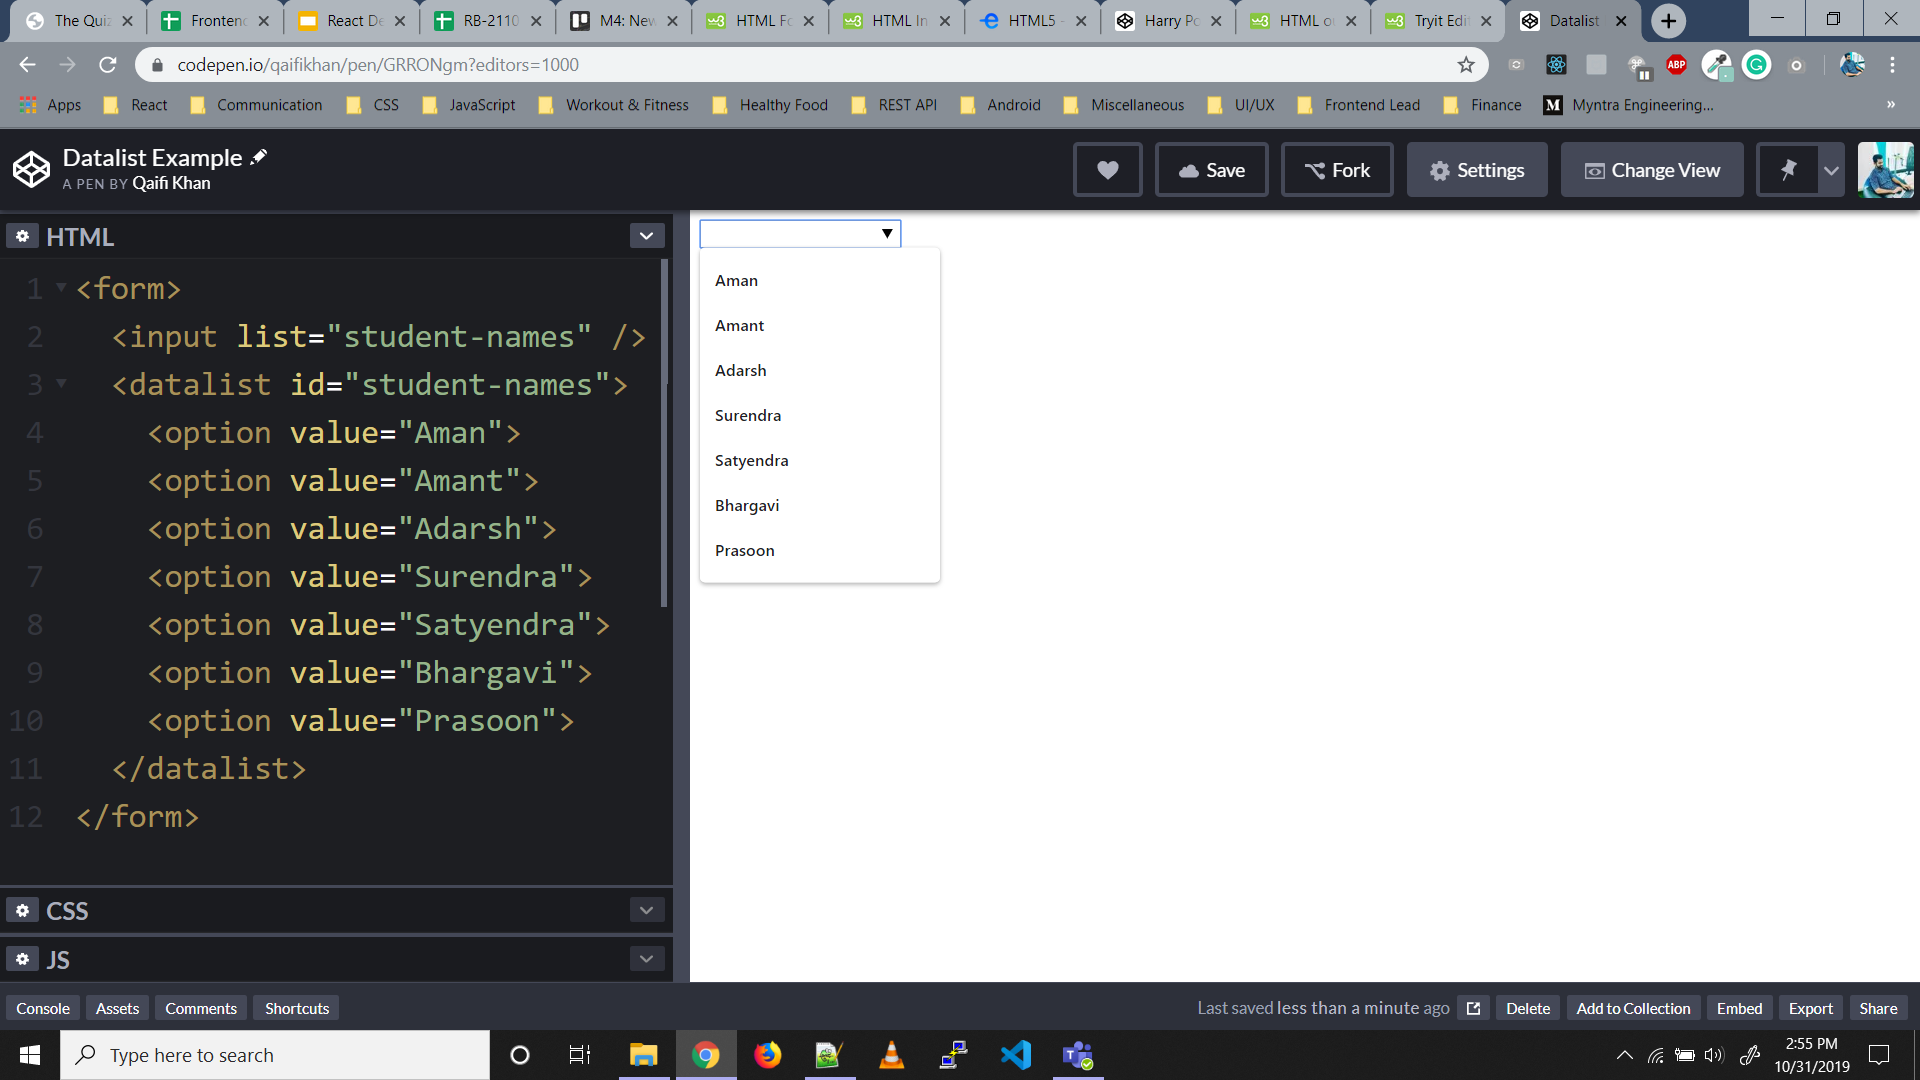 The Quiz
Frontend
React De
RB-2110
M4: New
HTML Fo
HTML In
HTML5 -
Harry Po
HTML ou
Tryit Edit
Datalist
codepen.io/qaifikhan/pen/GRRONgm?editors=1000
ABP
Apps
React
Communication
CSS
JavaScript
Workout & Fitness
Healthy Food
REST API
Android
Miscellaneous
UI/UX
Frontend Lead
Finance
Myntra Engineering...
»
Datalist Example
A PEN BY Qaifi Khan
Save
Fork
Settings
Change View
HTML
1 <form>
2 <input list="student-names" />
3 <datalist id="student-names">
4 <option value="Aman">
5 <option value="Amant">
6 <option value="Adarsh">
7 <option value="Surendra">
8 <option value="Satyendra">
9 <option value="Bhargavi">
10 <option value="Prasoon">
11 </datalist>
12 </form>
Aman
Amant
Adarsh
Surendra
Satyendra
Bhargavi
Prasoon
CSS
JS
Console
Assets
Comments
Shortcuts
Last saved less than a minute ago
Delete
Add to Collection
Embed
Export
Share
Type here to search
2:55 PM
10/31/2019